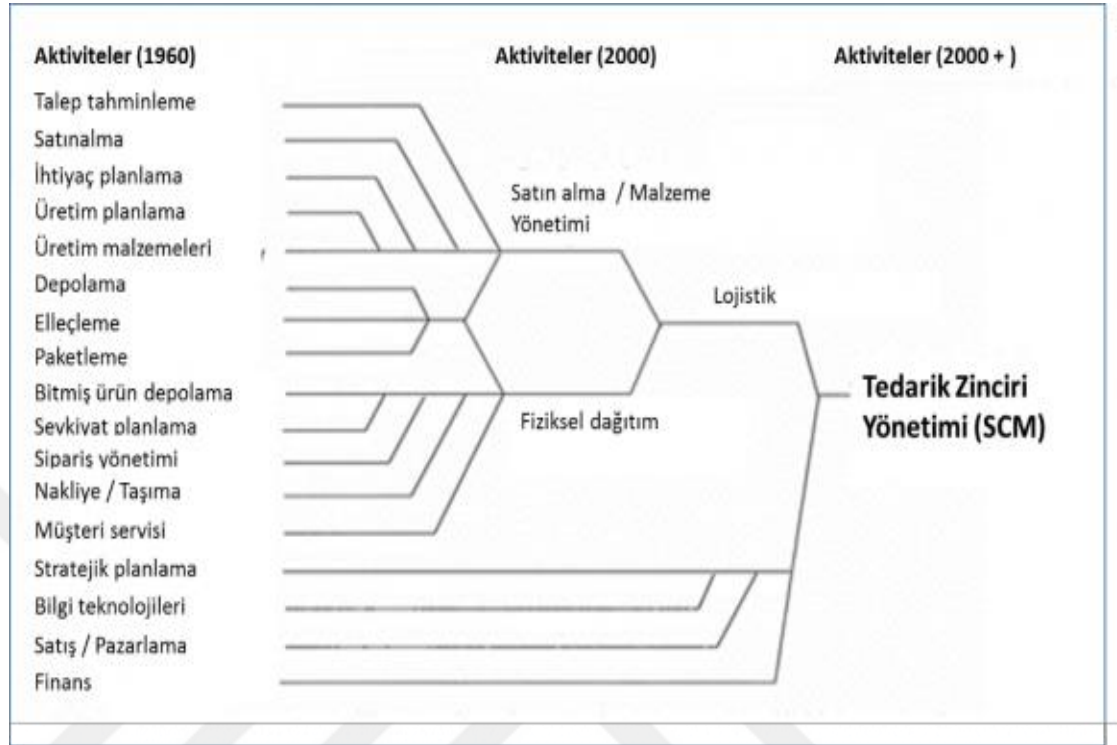 Aktiviteler (1960)
Aktiviteler (2000)
Aktiviteler (2000 + )
Talep tahminleme
Satınalma
İhtiyaç planlama
Üretim planlama
Üretim malzemeleri
Depolama
Elleçleme
Paketleme
Bitmiş ürün depolama
Sevkiyat planlama
Sipariş yönetimi
Nakliye / Taşıma
Müşteri servisi
Stratejik planlama
Bilgi teknolojileri
Satış / Pazarlama
Finans
Satın alma / Malzeme
Yönetimi
Fiziksel dağıtım
Lojistik
Tedarik Zinciri
Yönetimi (SCM)